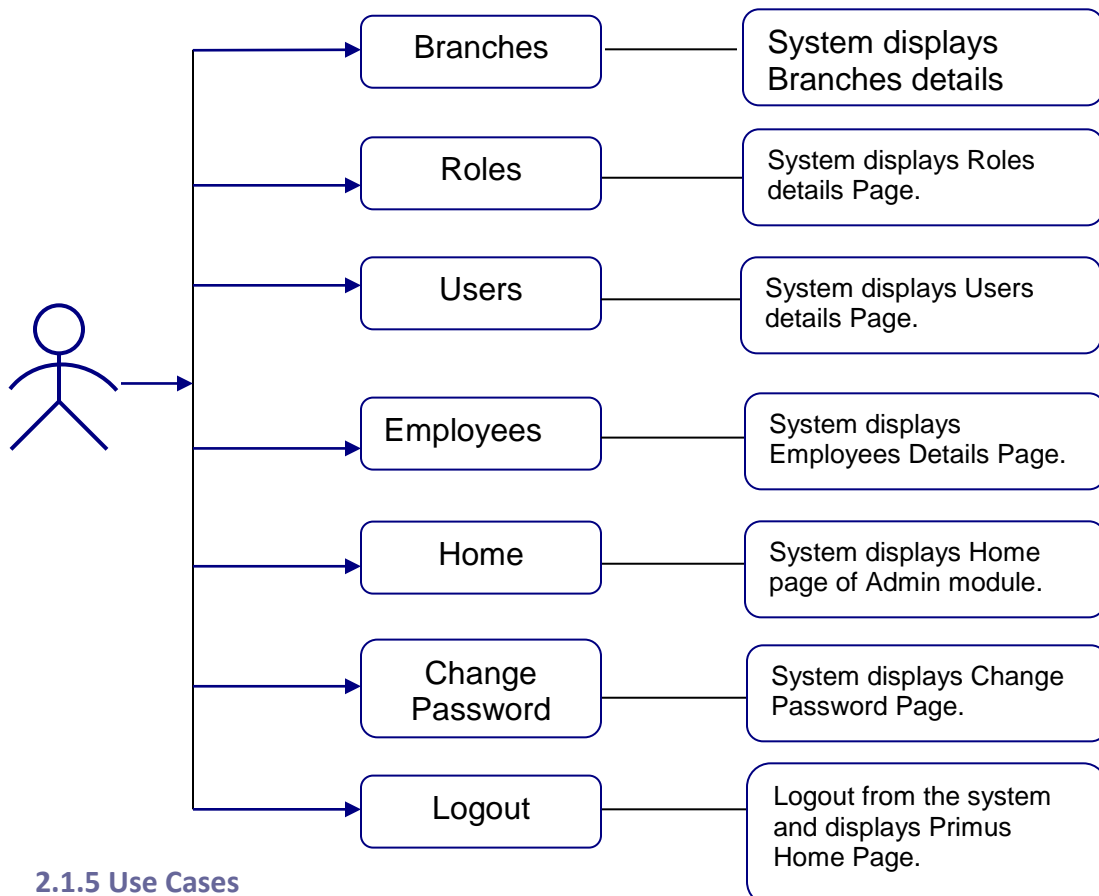 Branches
System displays
Branches details
Roles
System displays Roles
details Page.
Users
System displays Users
details Page.
Employees
System displays
Employees Details Page.
Home
System displays Home
page of Admin module.
Change
Password
System displays Change
Password Page.
Logout
Logout from the system
and displays Primus
Home Page.
2.1.5 Use Cases